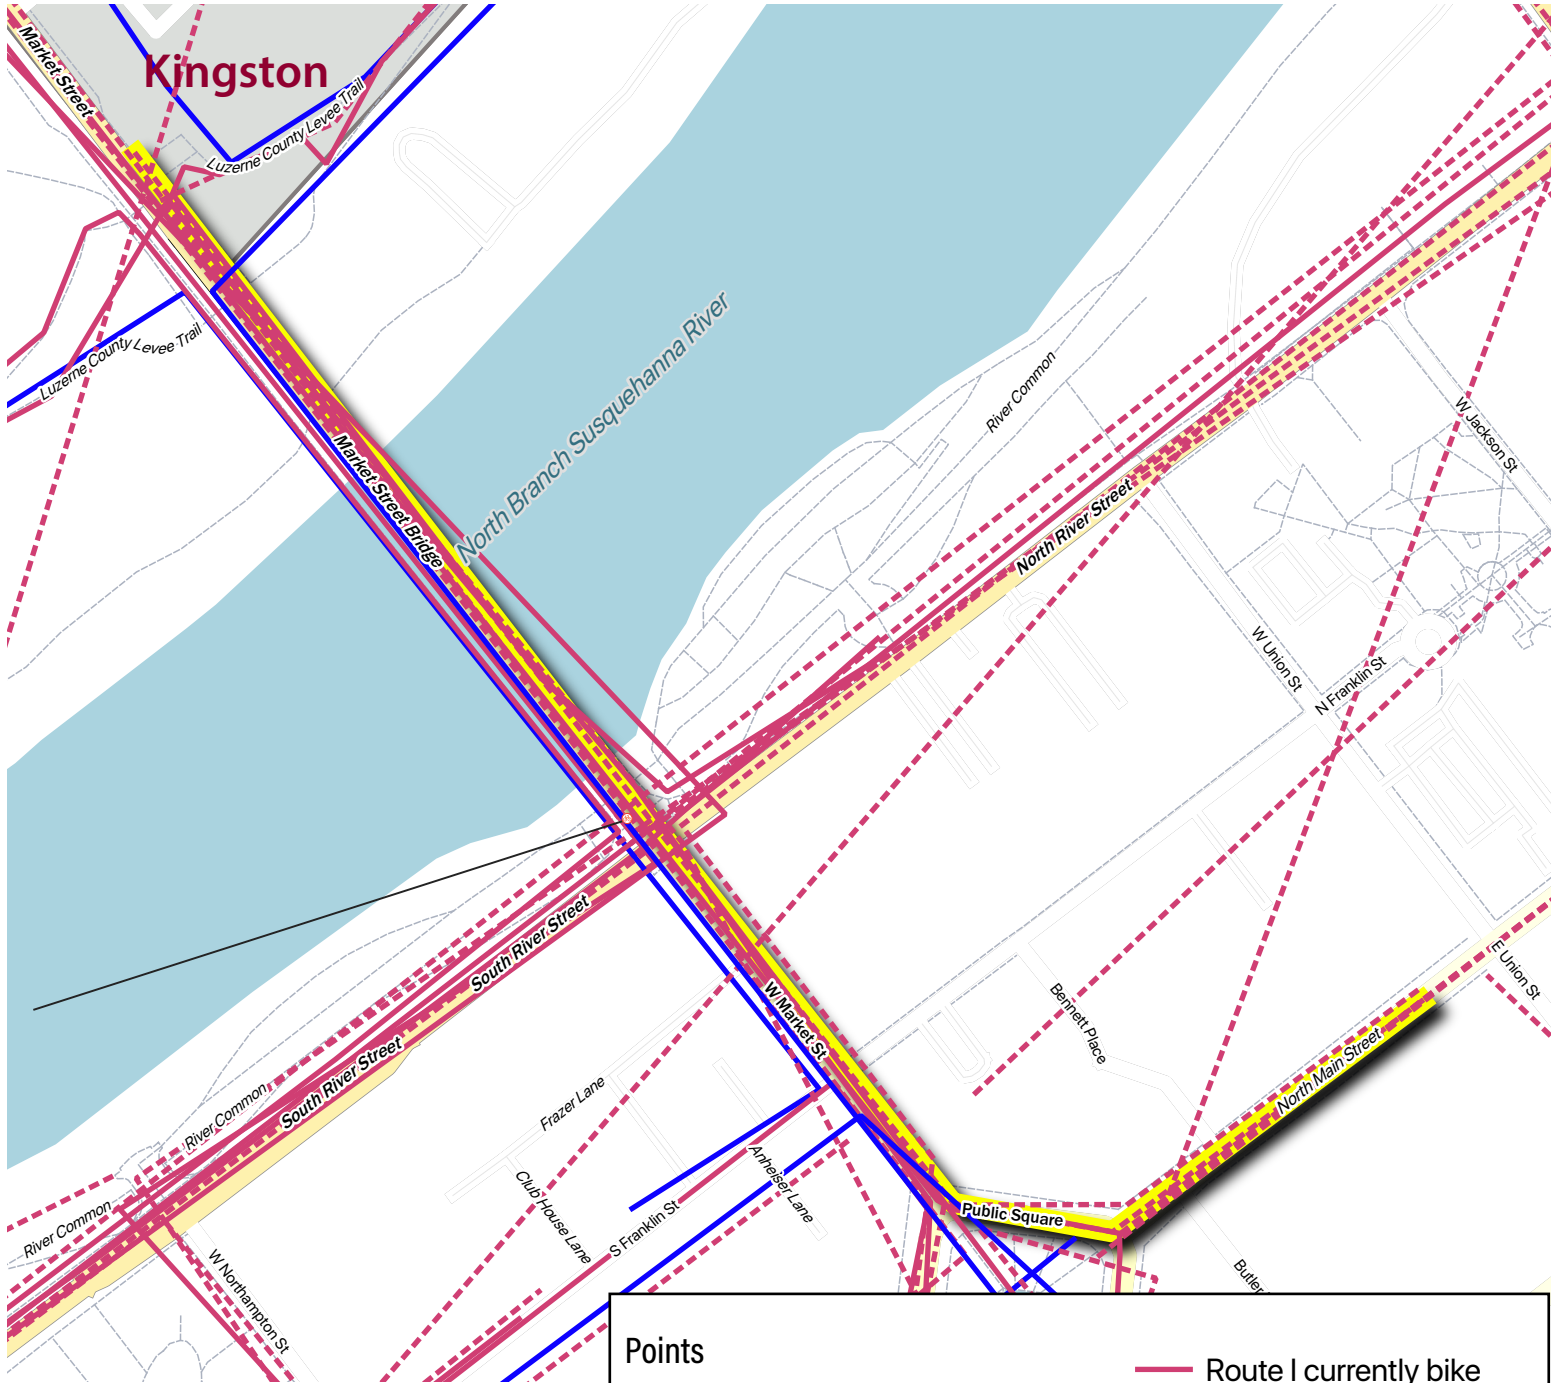 Market Street
Kingston
Luzerne County Levee Trail
Luzerne County Levee Trail
North Branch Susquehanna River
River Common
W Jackson St
Market Street Bridge
North River Street
W Union St
N Franklin St
South River Street
E Union St
W Market St
Bennett Place
South River Street
North Main Street
River Common
Frazer Lane
Anheiser Lane
Club House Lane
Public Square
River Common
S Franklin St
W Northampton St
Butler
Points
Route I currently bike